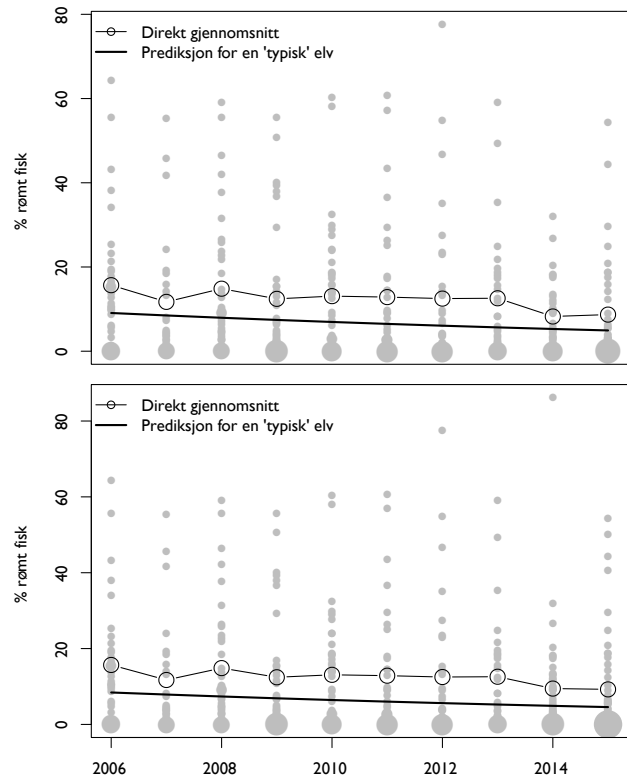 80
60
40
20
0
% rømt fisk
Direkt gjennomsnitt
Prediksjon for en 'typisk' elv
80
60
40
20
0
% rømt fisk
Direkt gjennomsnitt
Prediksjon for en 'typisk' elv
2006
2008
2010
2012
2014